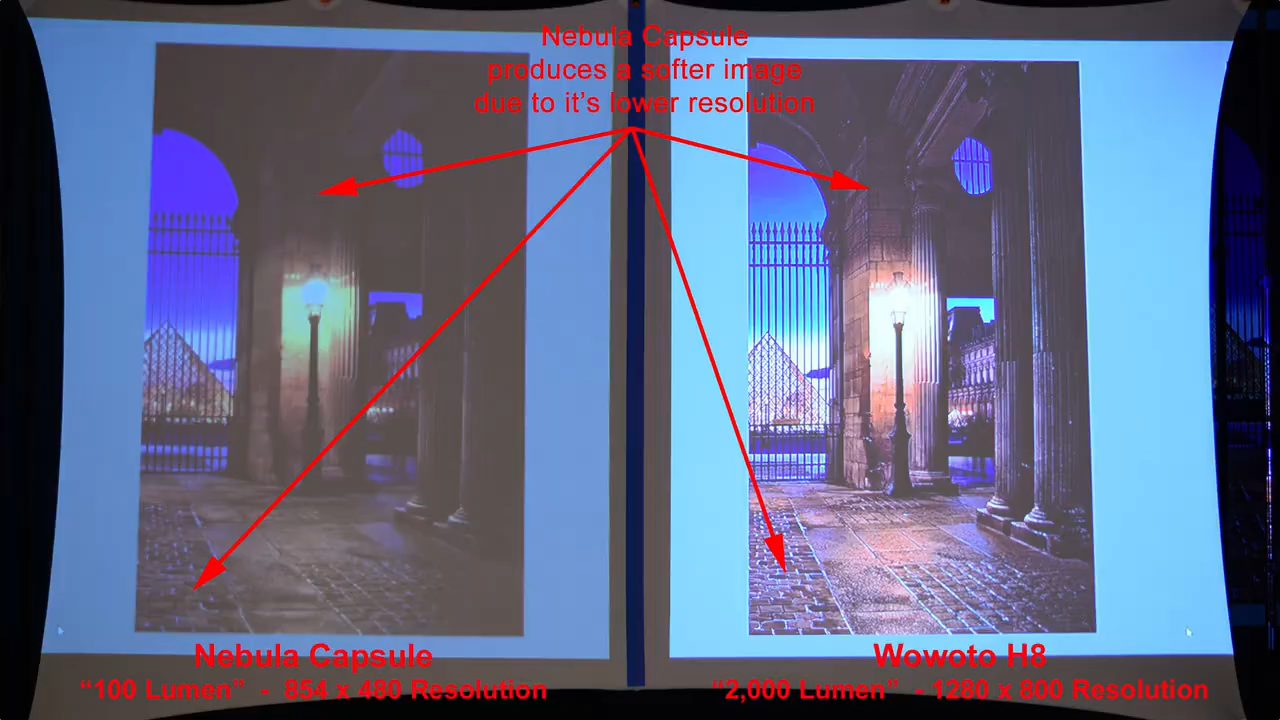 Nebula Capsule
produces a softer image
due to it's lower resolution
Nebula Capsule
“100 Lumen” - 854 x 480 Resolution
Wowoto H8
“2,000 Lumen” - 1280 x 800 Resolution